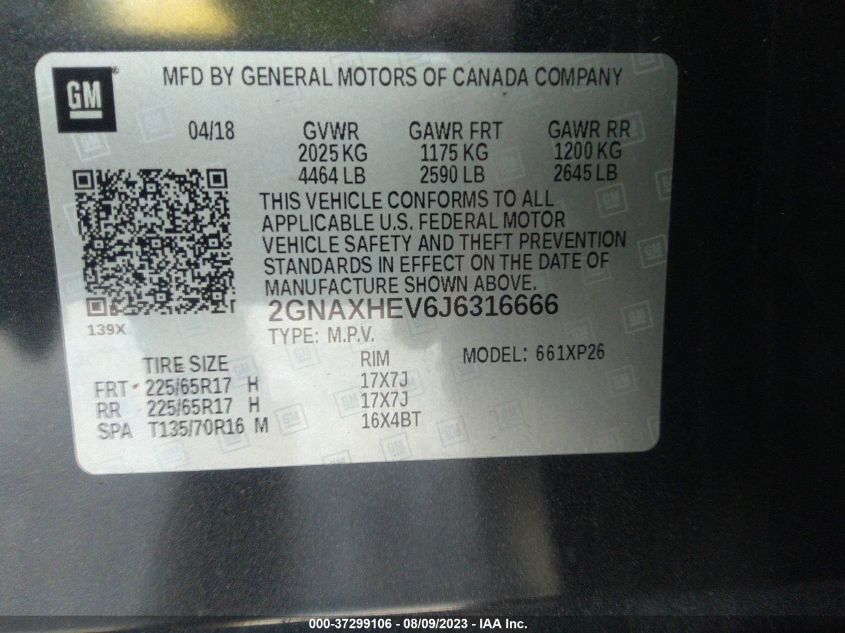 GM
MFD BY GENERAL MOTORS OF CANADA COMPANY
04/18 GVWR GAWR FRT GAWR RR
2025 KG 1175 KG 1200 KG
4464 LB 2590 LB 2645 LB
THIS VEHICLE CONFORMS TO ALL
APPLICABLE U.S. FEDERAL MOTOR
VEHICLE SAFETY AND THEFT PREVENTION
STANDARDS IN EFFECT ON THE DATE OF
MANUFACTURE SHOWN ABOVE.
2GNAXHEV6J6316666
139X
TYPE: M.P.V.
TIRE SIZE RIM MODEL: 661XP26
FRT 225/65R17 H 17X7J
RR 225/65R17 H 17X7J
SPA T135/70R16 M 16X4BT
000-37299106 - 08/09/2023 - IAA Inc.